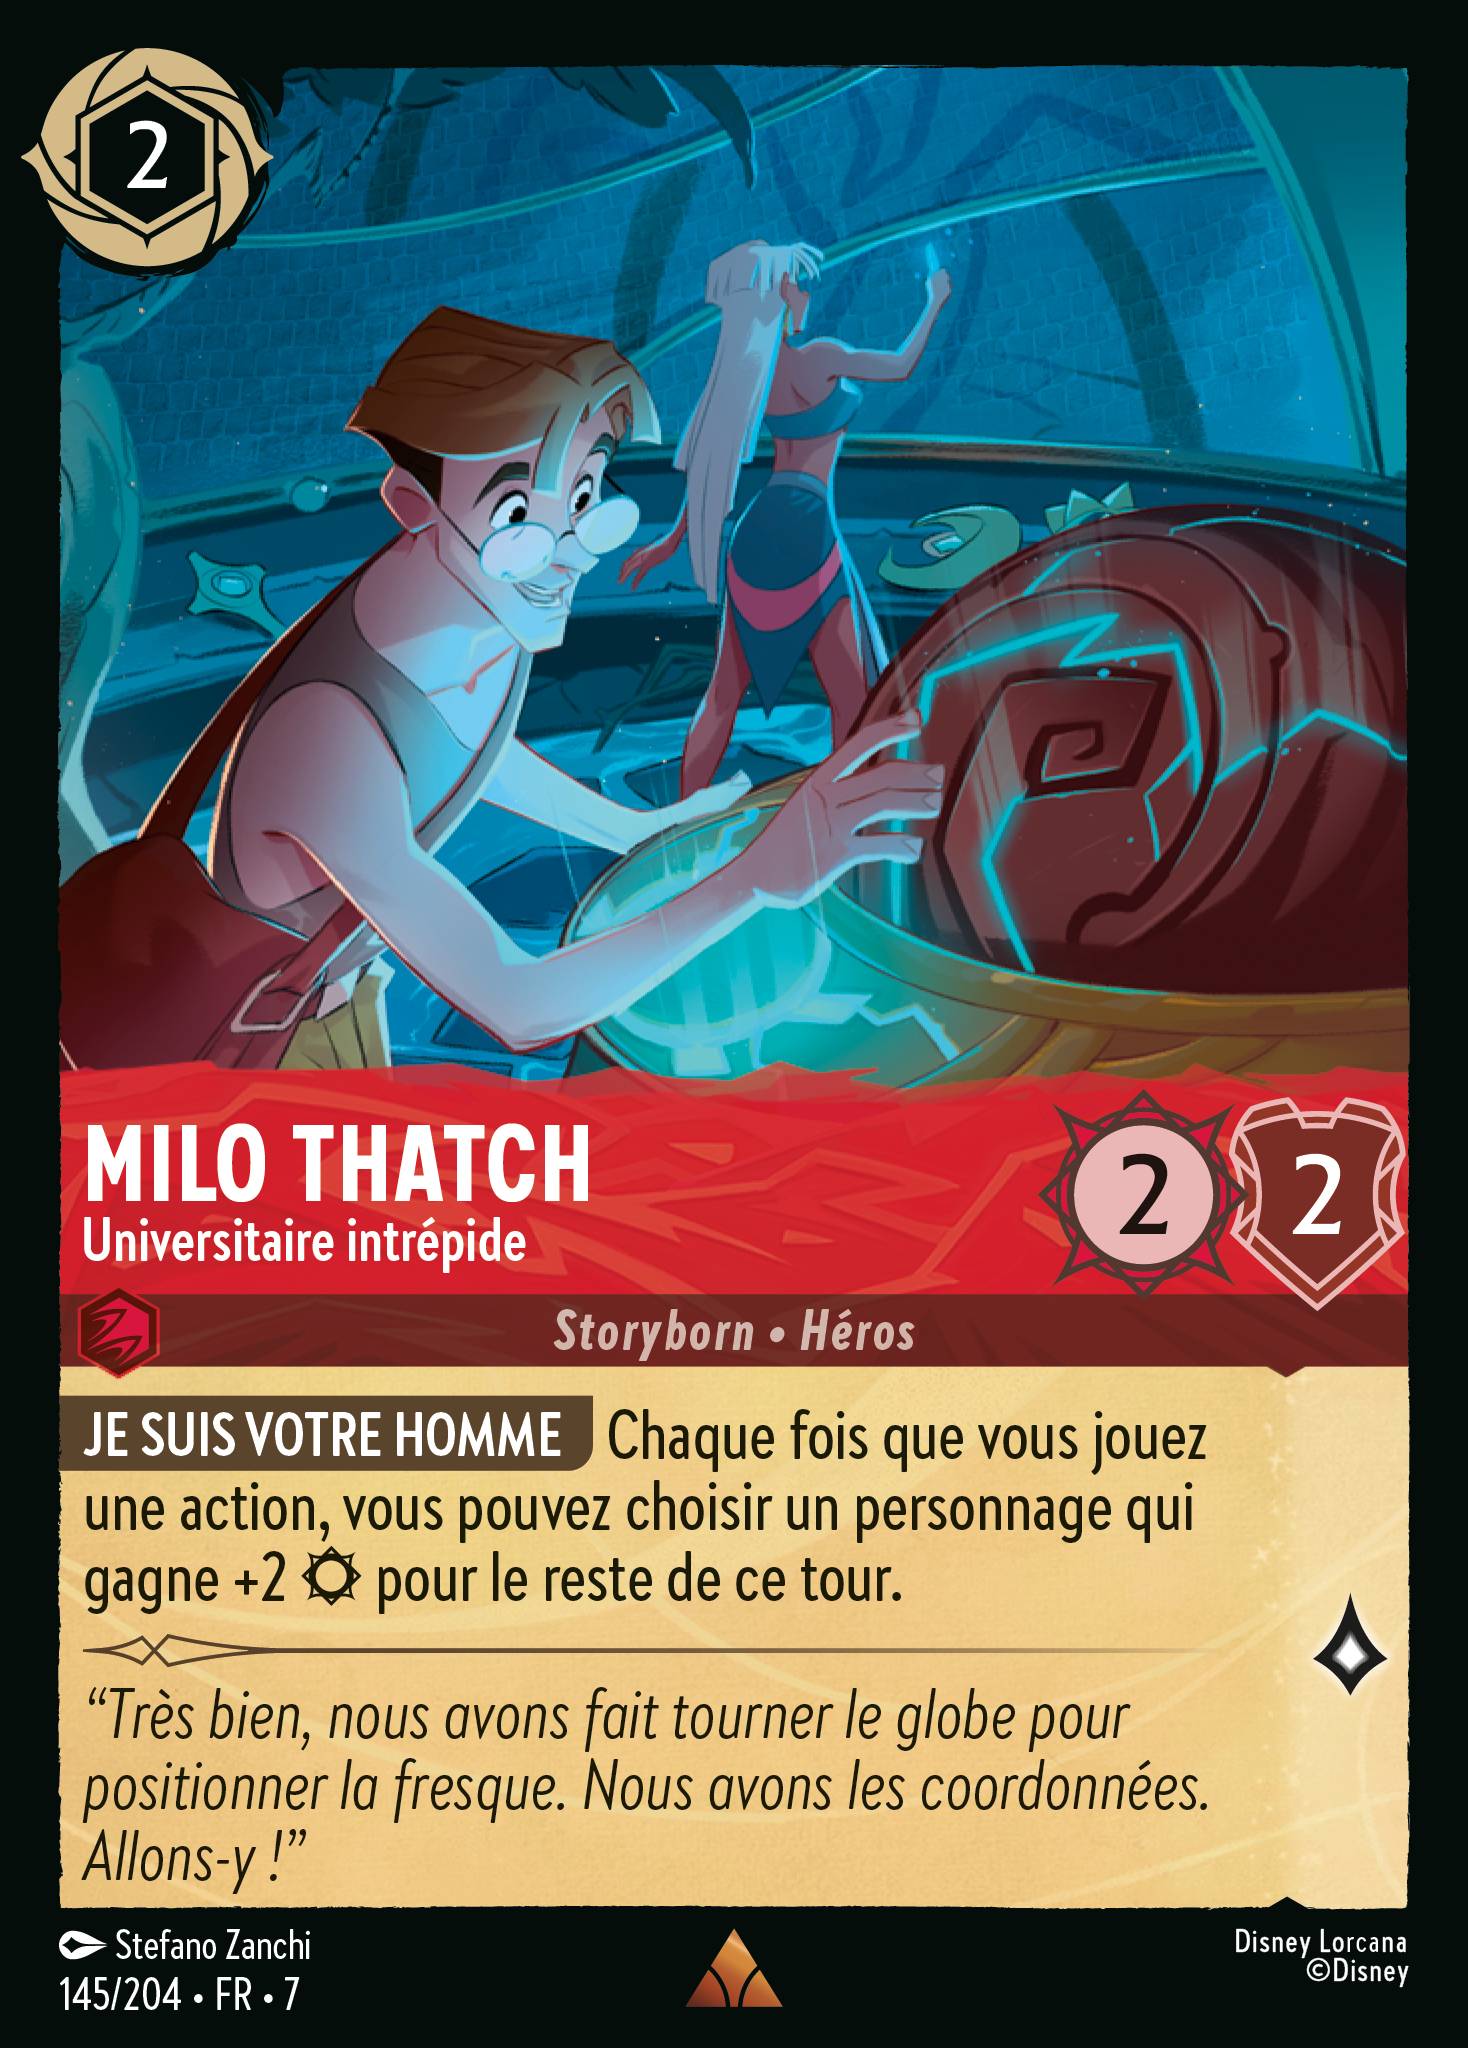 2
MILO THATCH
Universitaire intrépide
2 2
Storyborn • Héros
JE SUIS VOTRE HOMME Chaque fois que vous jouez
une action, vous pouvez choisir un personnage qui
gagne +2 pour le reste de ce tour.
“Très bien, nous avons fait tourner le globe pour
positionner la fresque. Nous avons les coordonnées.
Allons-y !”
Stefano Zanchi
145/204 • FR • 7
Disney Lorcana
©Disney